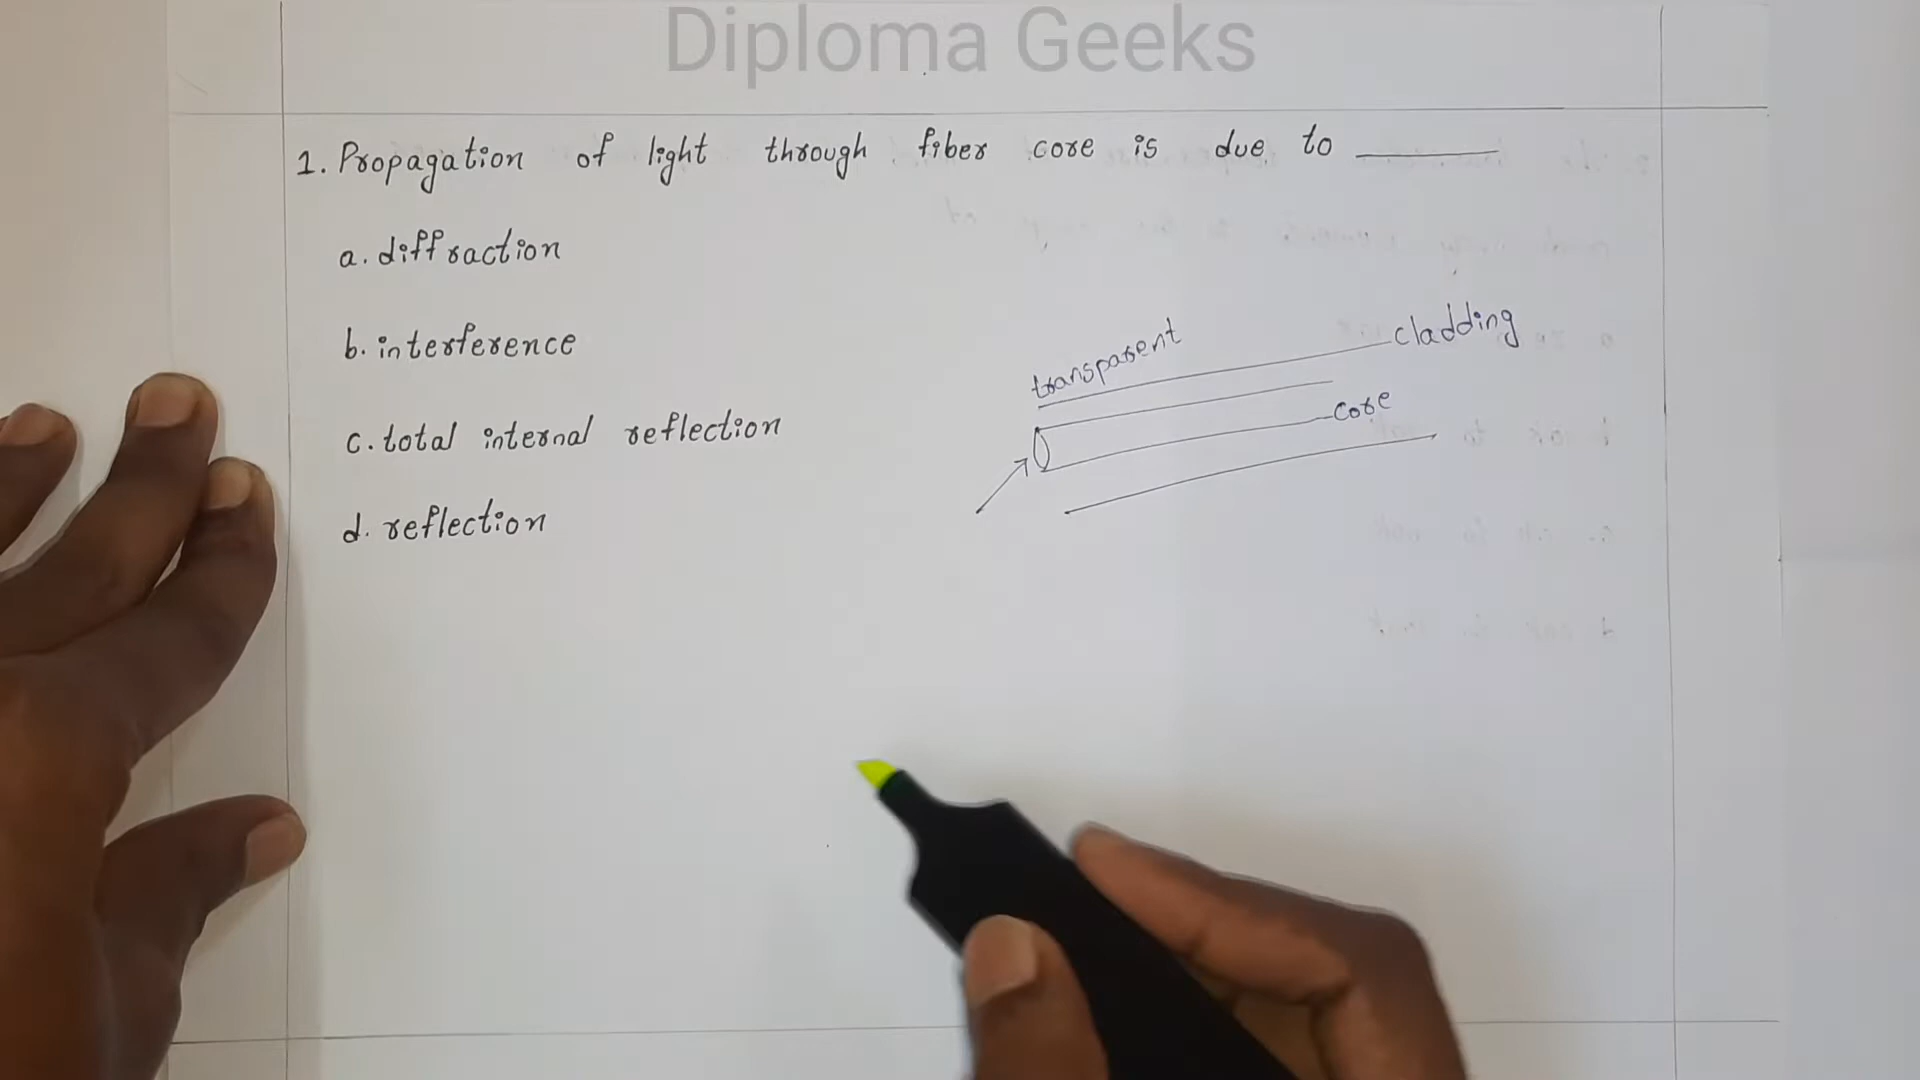 Diploma Geeks
1. Propagation of light through fiber core is due to ______
a. diffraction
b. interference
c. total internal reflection
d. reflection
transparent
cladding
core